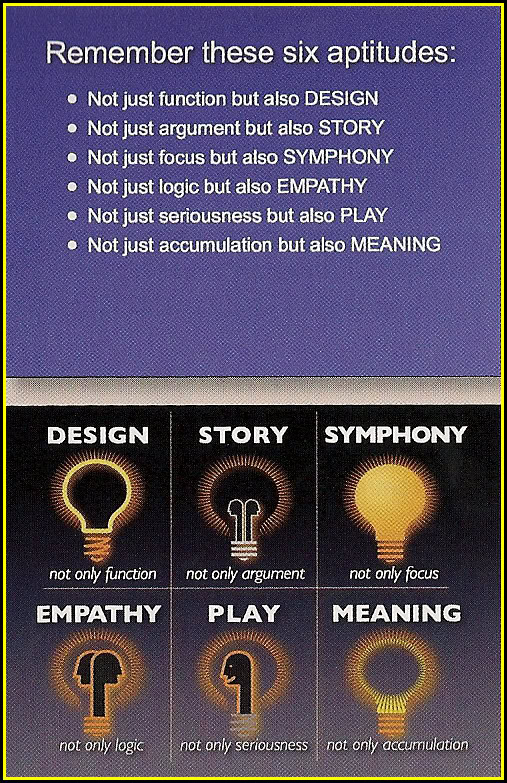 Remember these six aptitudes:
Not just function but also DESIGN
Not just argument but also STORY
Not just focus but also SYMPHONY
Not just logic but also EMPATHY
Not just seriousness but also PLAY
Not just accumulation but also MEANING
DESIGN
not only function
STORY
not only argument
SYMPHONY
not only focus
EMPATHY
not only logic
PLAY
not only seriousness
MEANING
not only accumulation